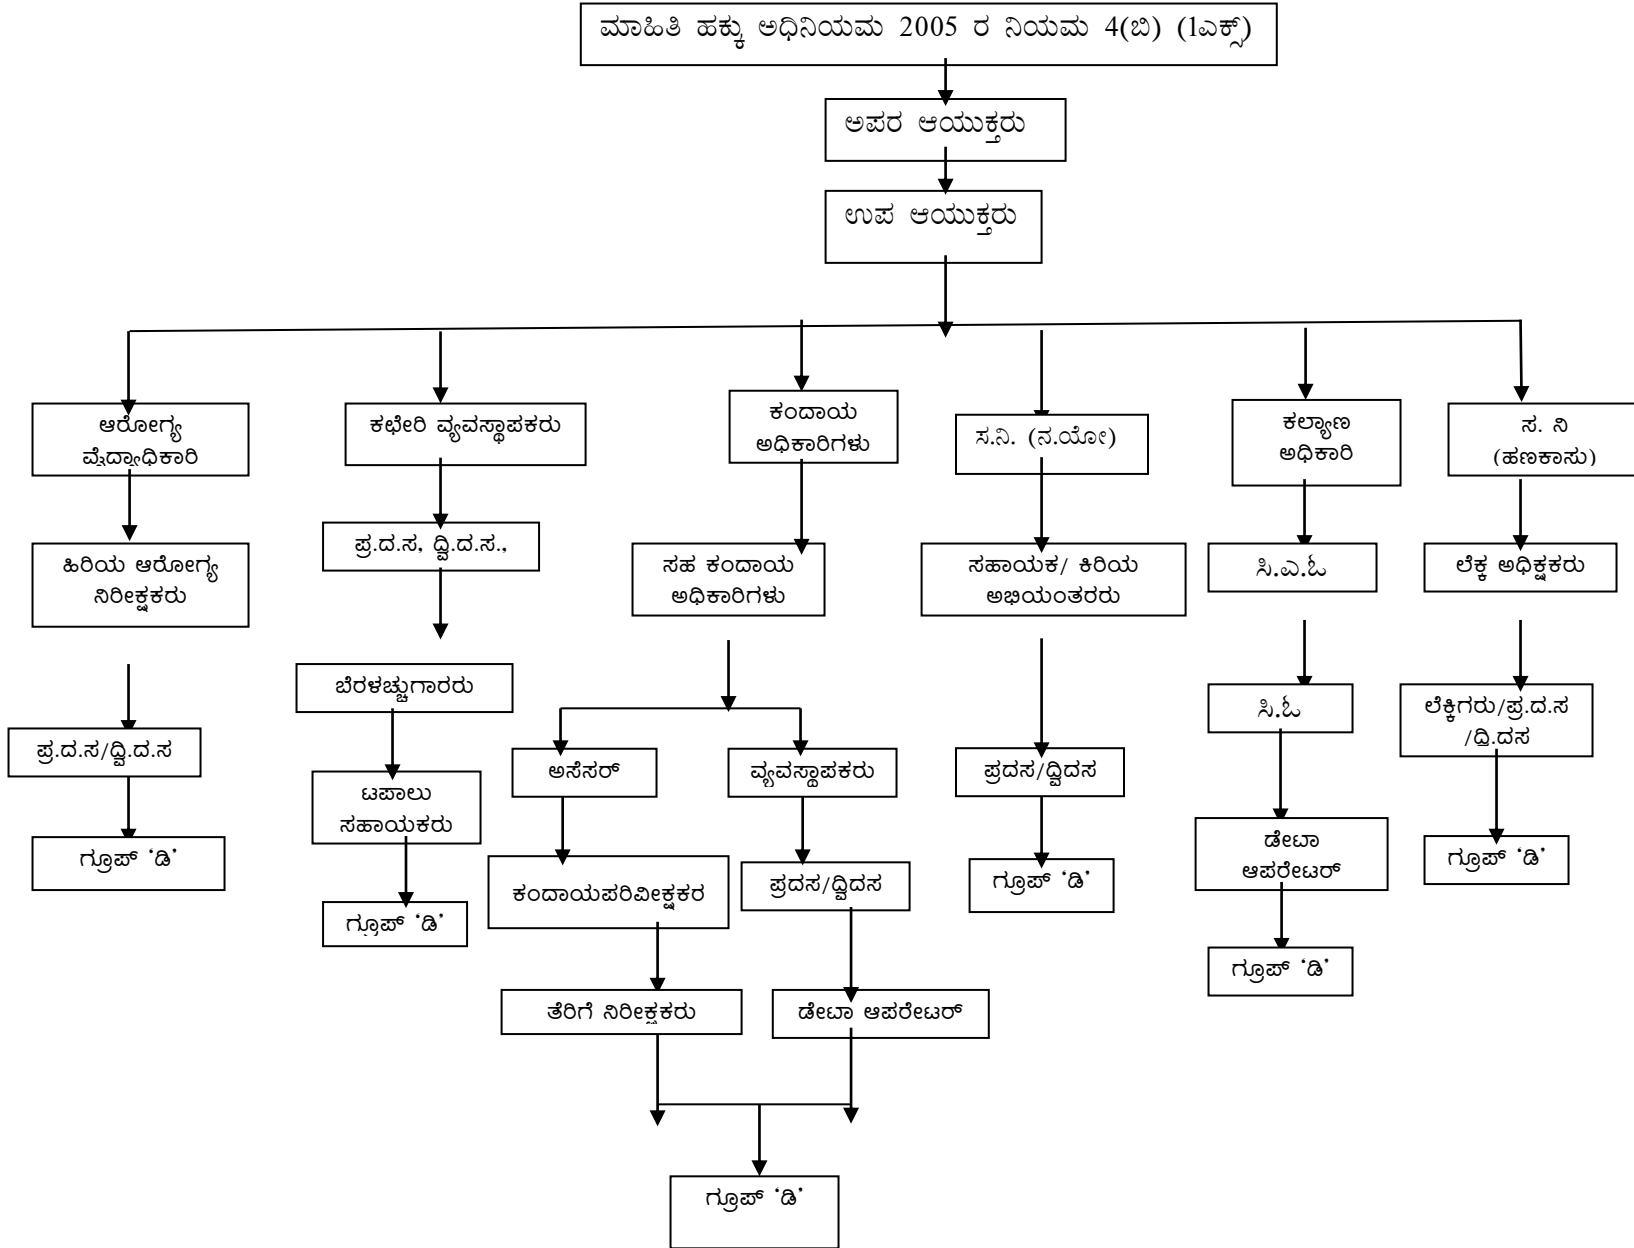 ಮಾಹಿತಿ ಹಕ್ಕು ಅಧಿನಿಯಮ 2005 ರ ನಿಯಮ 4(ಬಿ) (1ಎಕ್ಸ್)
ಅಪರ ಆಯುಕ್ತರು
ಉಪ ಆಯುಕ್ತರು
ಆರೋಗ್ಯ
ವೈದ್ಯಾಧಿಕಾರಿ
ಕಛೇರಿ ವ್ಯವಸ್ಥಾಪಕರು
ಕಂದಾಯ
ಅಧಿಕಾರಿಗಳು
ಸ.ನಿ. (ನ.ಯೋ)
ಕಲ್ಯಾಣ
ಅಧಿಕಾರಿ
ಸ. ನಿ
(ಹಣಕಾಸು)
ಹಿರಿಯ ಆರೋಗ್ಯ
ನಿರೀಕ್ಷಕರು
ಪ್ರ.ದ.ಸ, ದ್ವಿ.ದ.ಸ.,
ಸಹ ಕಂದಾಯ
ಅಧಿಕಾರಿಗಳು
ಸಹಾಯಕ/ ಕಿರಿಯ
ಅಭಿಯಂತರರು
ಸಿ.ಎ.ಓ
ಲೆಕ್ಕ ಅಧಿಕ್ಷಕರು
ಬೆರಳಚ್ಚುಗಾರರು
ಸಿ.ಓ
ಲೆಕ್ಕಿಗರು/ಪ್ರ.ದ.ಸ
/ದ್ವಿ.ದಸ
ಪ್ರ.ದ.ಸ/ದ್ವಿ.ದ.ಸ
ಟಪಾಲು
ಸಹಾಯಕರು
ಅಸೆಸರ್
ವ್ಯವಸ್ಥಾಪಕರು
ಪ್ರದಸ/ದ್ವಿದಸ
ಡೇಟಾ
ಆಪರೇಟರ್
ಗ್ರೂಪ್ ‘ಡಿ’
ಗ್ರೂಪ್ ‘ಡಿ’
ಕಂದಾಯಪರಿವೀಕ್ಷಕರ
ಪ್ರದಸ/ದ್ವಿದಸ
ಗ್ರೂಪ್ ‘ಡಿ’
ಗ್ರೂಪ್ ‘ಡಿ’
ಗ್ರೂಪ್ ‘ಡಿ’
ತೆರಿಗೆ ನಿರೀಕ್ಷಕರು
ಡೇಟಾ ಆಪರೇಟರ್
ಗ್ರೂಪ್ ‘ಡಿ’